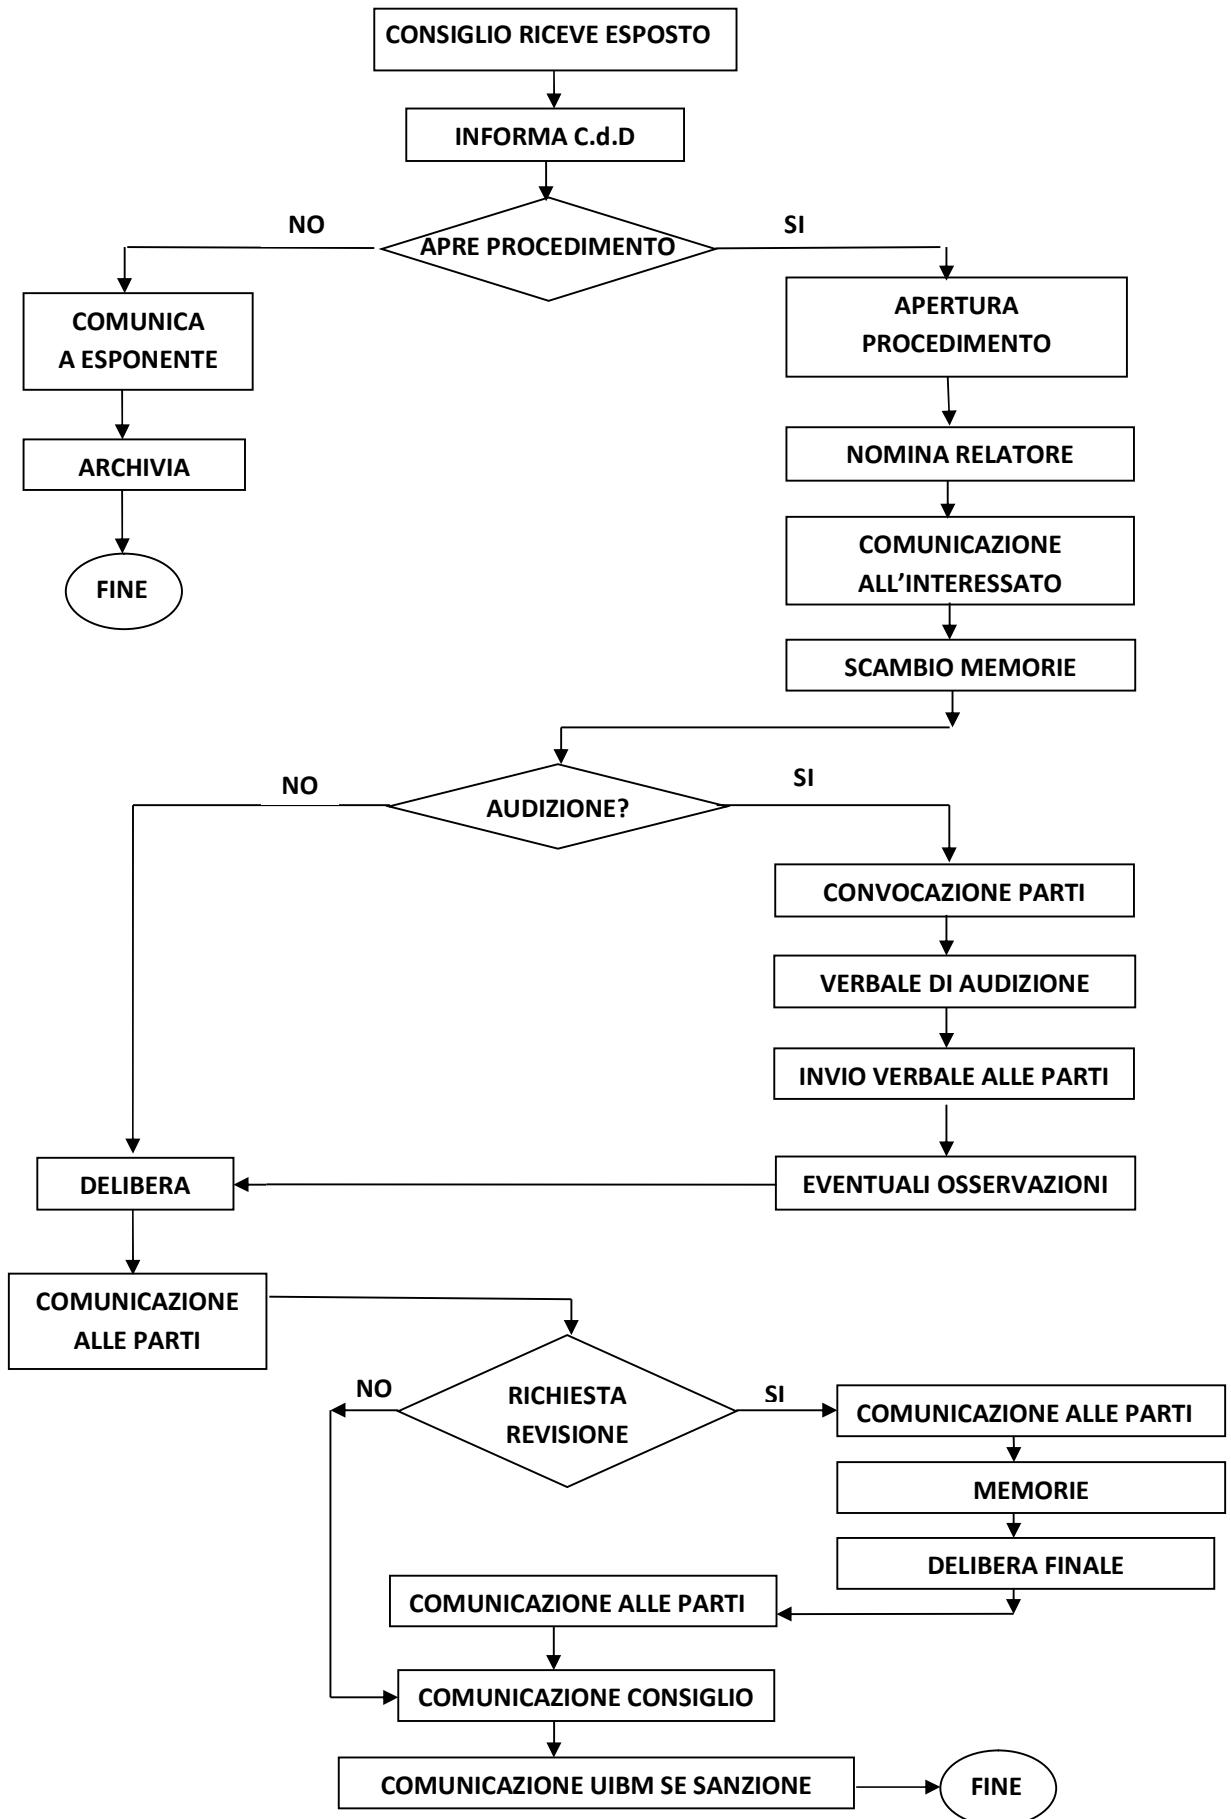 CONSIGLIO RICEVE ESPOSTO
INFORMA C.d.D
NO
SI
APRE PROCEDIMENTO
COMUNICA
A ESPONENTE
APERTURA
PROCEDIMENTO
ARCHIVIA
NOMINA RELATORE
FINE
COMUNICAZIONE
ALL’INTERESSATO
SCAMBIO MEMORIE
NO
SI
AUDIZIONE?
CONVOCAZIONE PARTI
VERBALE DI AUDIZIONE
INVIO VERBALE ALLE PARTI
DELIBERA
EVENTUALI OSSERVAZIONI
COMUNICAZIONE
ALLE PARTI
NO
RICHIESTA
REVISIONE
SI
COMUNICAZIONE ALLE PARTI
MEMORIE
DELIBERA FINALE
COMUNICAZIONE ALLE PARTI
COMUNICAZIONE CONSIGLIO
COMUNICAZIONE UIBM SE SANZIONE
FINE